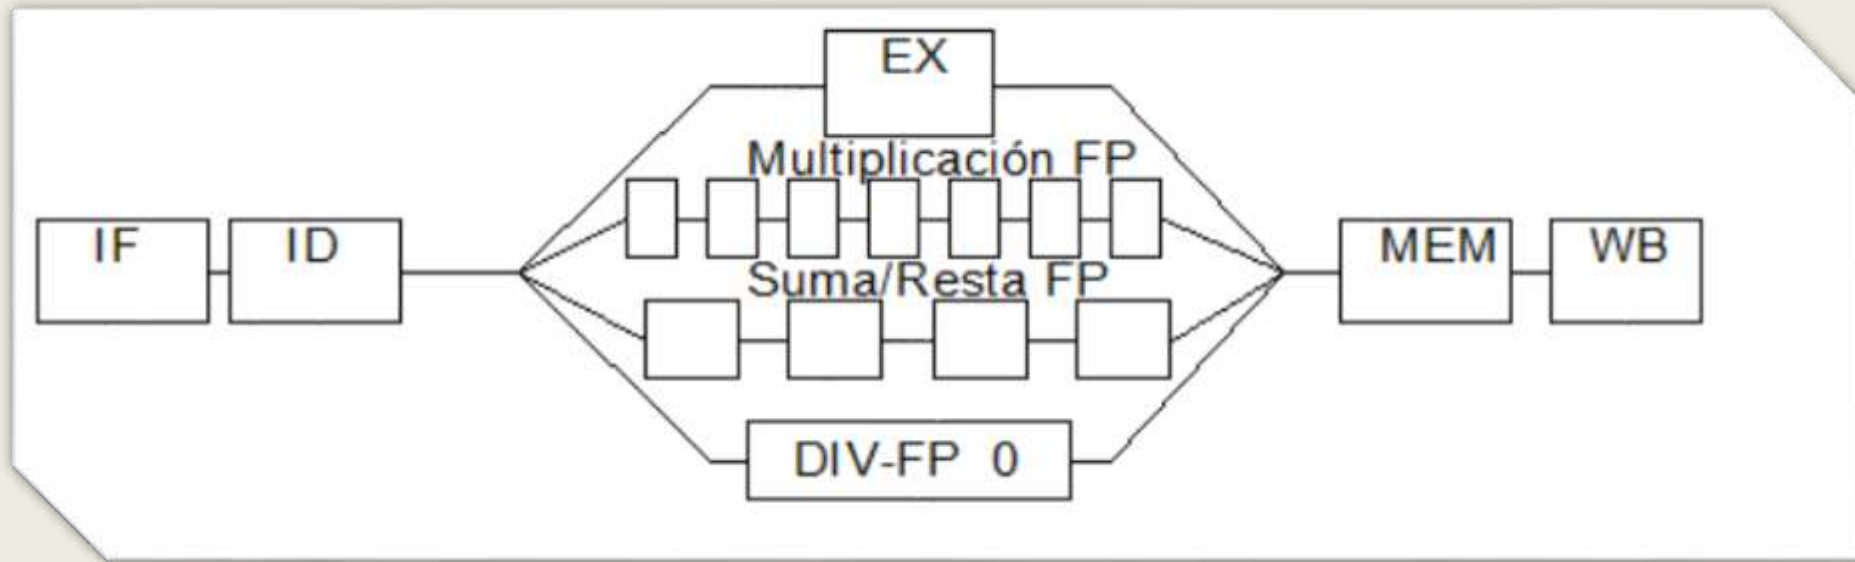 EX
Multiplicación FP
IF
ID
MEM
WB
Suma/Resta FP
DIV-FP 0